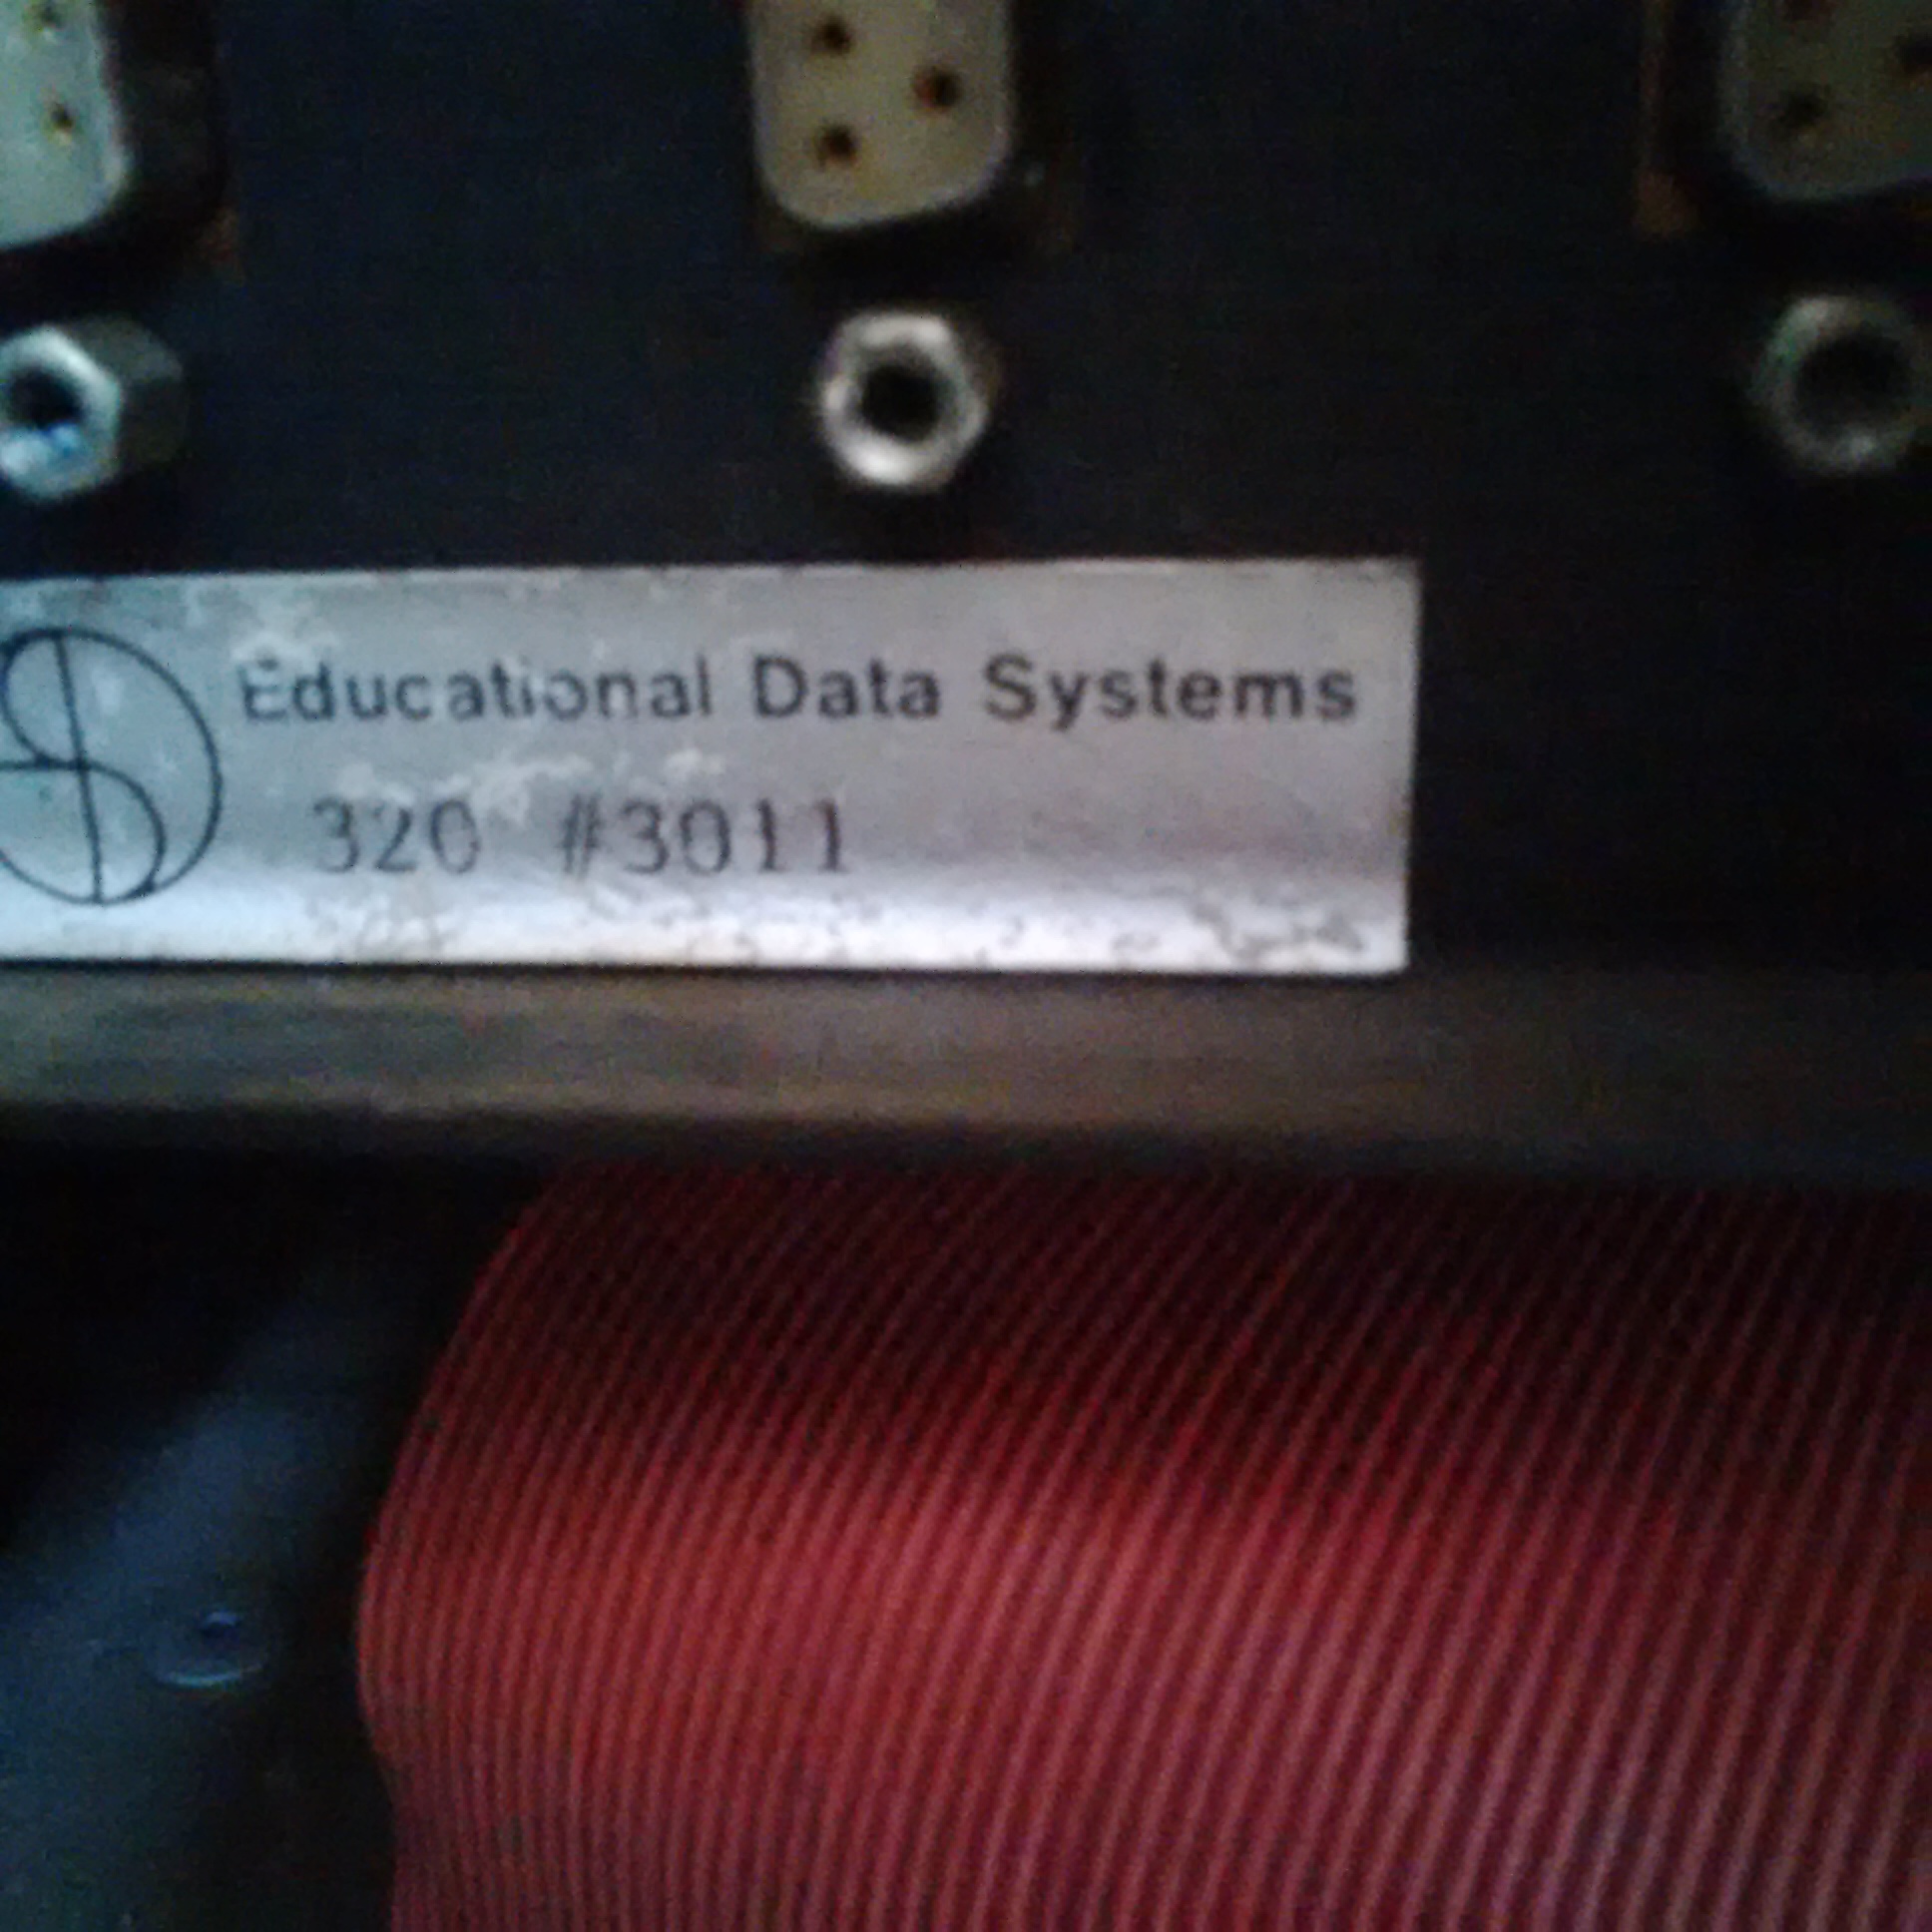 Educational Data Systems
320 #3011